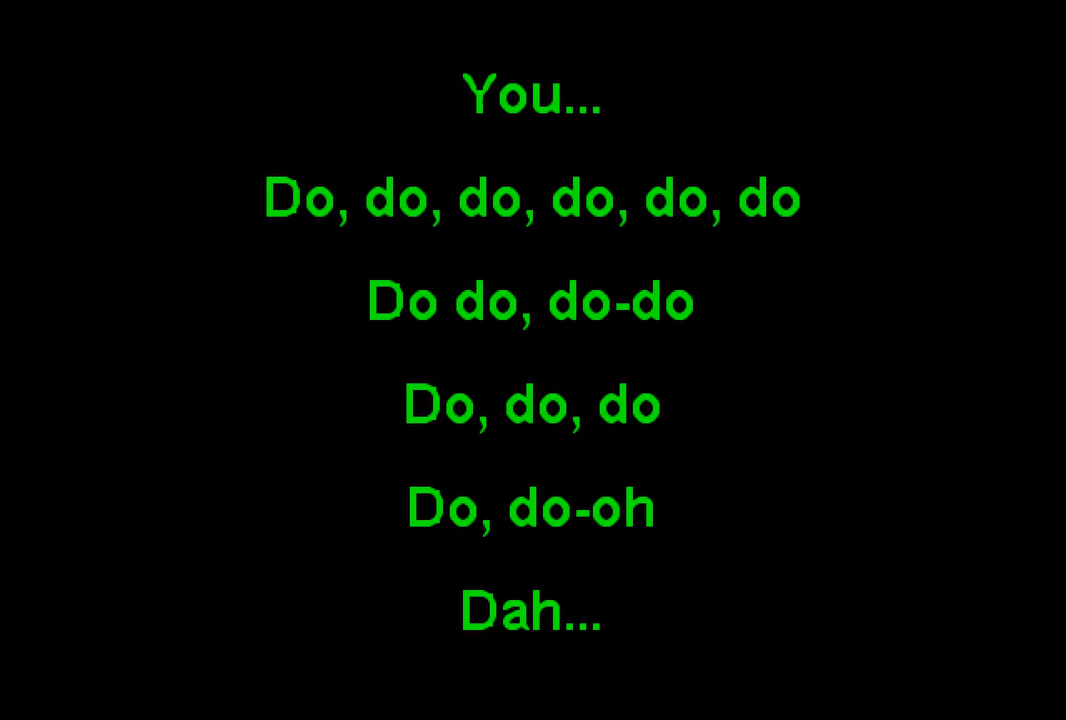 You...
Do, do, do, do, do, do
Do do, do-do
Do, do, do
Do, do-oh
Dah...